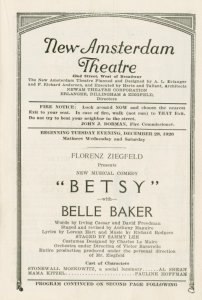 New Amsterdam
Theatre
42nd Street, West of Broadway
The New Amsterdam Theatre Planned and Designed by A. L. Erlanger
and F. Richard Anderson, and Executed by Herts and Tallant, Architects
NEWAM THEATRE CORPORATION
ERLANGER, DILLINGHAM & ZIEGFELD,
Directors
FIRE NOTICE: Look around NOW and choose the nearest
Exit to your seat. In case of fire, walk (not run) to THAT Exit.
Do not try to beat your neighbor to the street.
JOHN J. DORMAN, Fire Commissioner.
BEGINNING TUESDAY EVENING, DECEMBER 28, 1926
Matinees Wednesday and Saturday
FLORENZ ZIEGFELD
Presents
NEW MUSICAL COMEDY
"BETSY"
—with—
BELLE BAKER
Words by Irving Caesar and David Freedman
Staged and revised by Anthony Maguire
Lyrics by Lorenz Hart and Music by Richard Rodgers
STAGED BY SAMMY LEE
Costumes Designed by Charles Le Maire
Orchestra under direction of Victor Baravalle
Entire production produced under the personal direction
of Mr. Ziegfeld
Cast of Characters
STONEWALL MOSKOWITZ, a social helper AL SHEAN
MAMA KITZEL PAULINE HOFFMAN
PROGRAM CONTINUED ON SECOND PAGE FOLLOWING